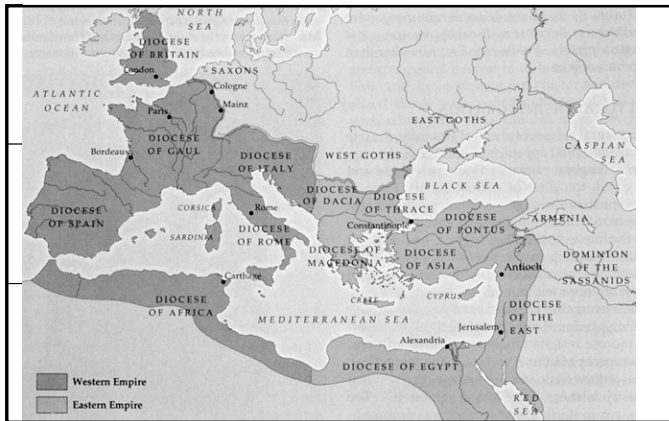 NORTH
SEA
DIOCESE
OF BRITAIN
London
SAXONS
Cologne
Mainz
ATLANTIC
OCEAN
Paris
DIOCESE
OF GAUL
Bordeaux
EAST GOTHS
WEST GOTHS
CASPIAN
SEA
DIOCESE
OF ITALY
DIOCESE
OF DACIA
BLACK SEA
DIOCESE
OF THRACE
Constantinople
DIOCESE OF
PONTUS
ARMENIA
DIOCESE
OF SPAIN
CORSICA
SARDINIA
Rome
DIOCESE
OF ROME
DIOCESE OF
MACEDONIA
DIOCESE
OF ASIA
Antioch
DOMINION
OF THE
SASSANIDS
Carthage
DIOCESE
OF AFRICA
CRETE
CYPRUS
MEDITERRANEAN SEA
DIOCESE
OF THE
EAST
Jerusalem
Alexandria
DIOCESE OF EGYPT
RED
SEA
Western Empire
Eastern Empire